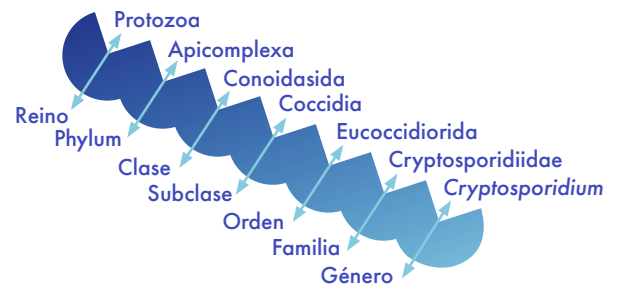 Protozoa
Apicomplexa
Conoidasida
Coccidia
Eucoccidiorida
Cryptosporidiidae
Cryptosporidium
Reino
Phylum
Clase
Subclase
Orden
Familia
Género